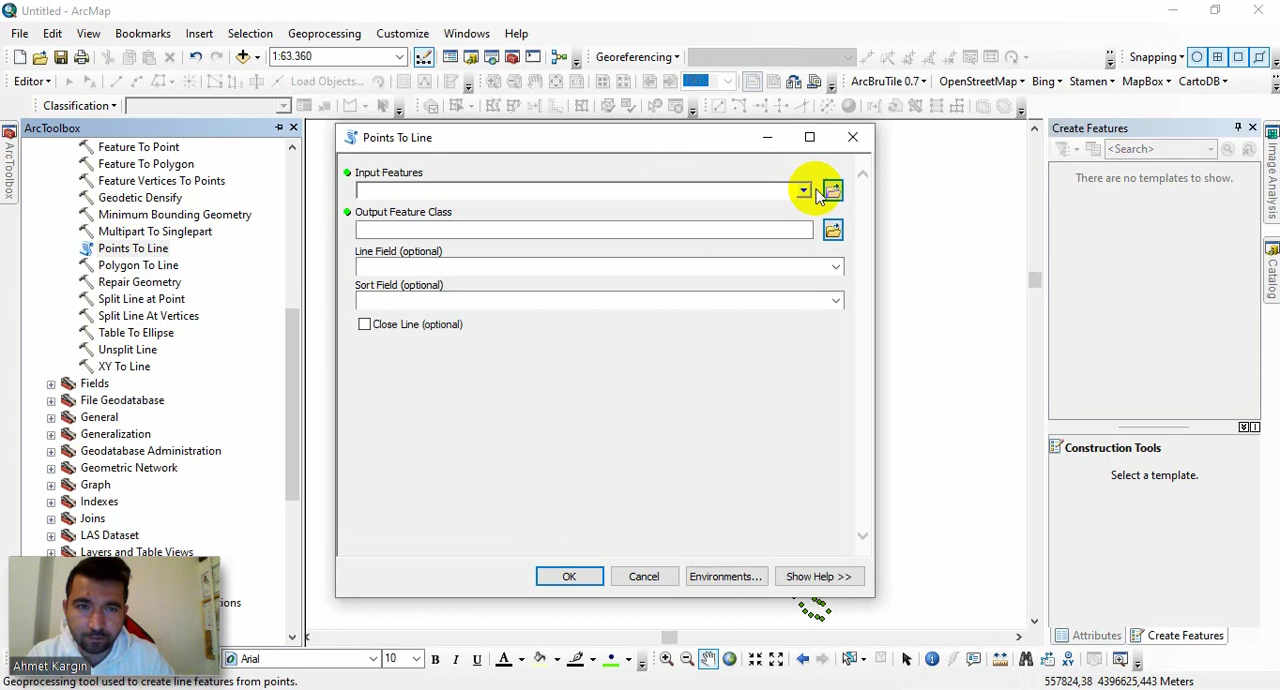 Untitled - ArcMap
File Edit View Bookmarks Insert Selection Geoprocessing Customize Windows Help
1:63.360 Georeferencing Snapping
Editor Load Objects... ArcBruTile 0.7 OpenStreetMap Bing Stamen MapBox CartoDB
Classification
ArcToolbox
ArcToolbox
Feature To Point
Feature To Polygon
Feature Vertices To Points
Geodetic Densify
Minimum Bounding Geometry
Multipart To Singlepart
Points To Line
Polygon To Line
Repair Geometry
Split Line at Point
Split Line At Vertices
Table To Ellipse
Unsplit Line
XY To Line
Fields
File Geodatabase
General
Generalization
Geodatabase Administration
Geometric Network
Graph
Indexes
Joins
LAS Dataset
Layers and Table Views
Ahmet Kargın
Points To Line
Input Features
Output Feature Class
Line Field (optional)
Sort Field (optional)
Close Line (optional)
OK Cancel Environments... Show Help >>
Create Features
<Search>
There are no templates to show.
Construction Tools
Select a template.
Attributes Create Features
Image Analysis
Catalog
Arial 10 B I U A
Geoprocessing tool used to create line features from points.
557824,38 4396625,443 Meters